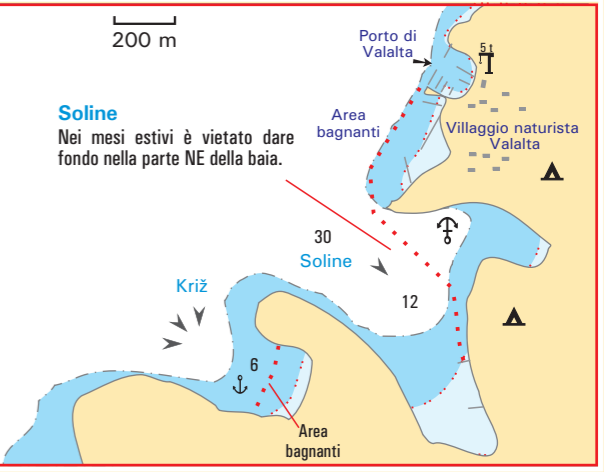 200 m
Porto di
Valalta
5 t
Soline
Nei mesi estivi è vietato dare
fondo nella parte NE della baia.
Area
bagnanti
Villaggio naturista
Valalta
30
Soline
Križ
12
6
Area
bagnanti